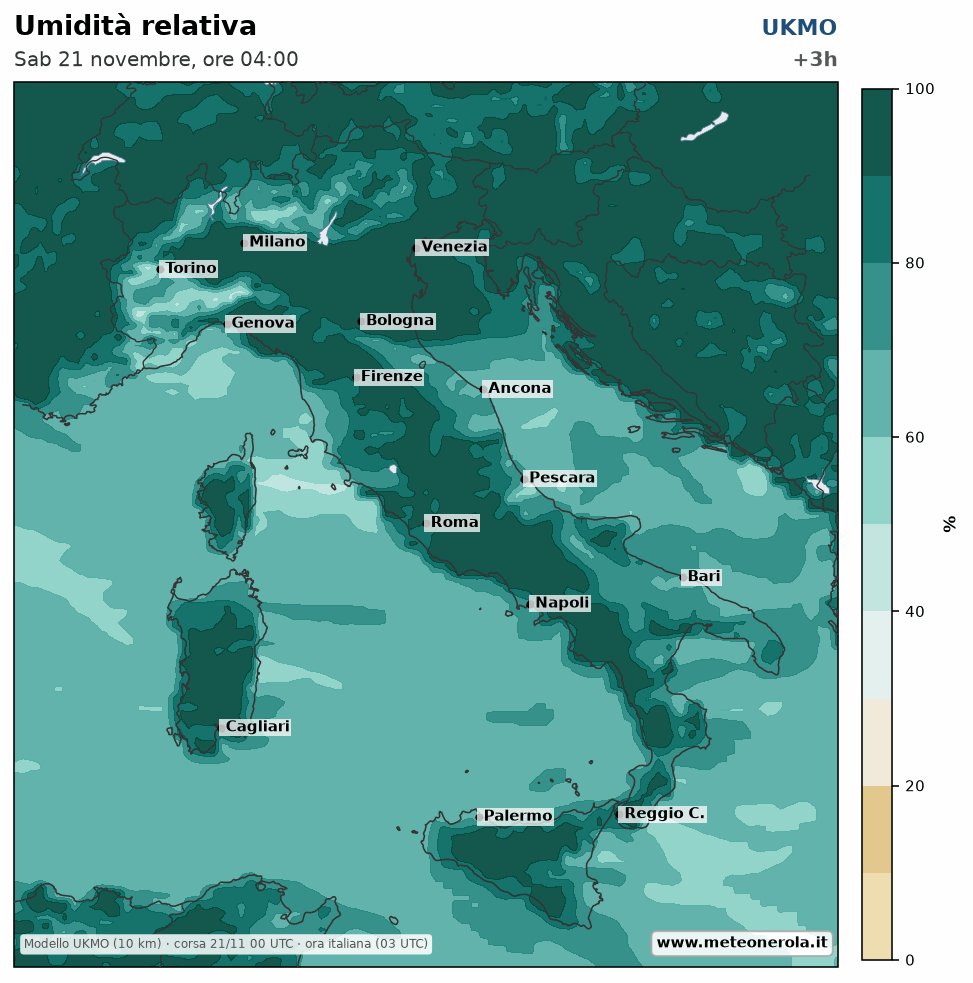 Umidità relativa
UKMO
Sab 21 novembre, ore 04:00
+3h
100
80
60
40
20
0
%
Milano
Venezia
Torino
Genova
Bologna
Firenze
Ancona
Pescara
Roma
Bari
Napoli
Cagliari
Palermo
Reggio C.
Modello UKMO (10 km) · corsa 21/11 00 UTC · ora italiana (03 UTC)
www.meteonerola.it